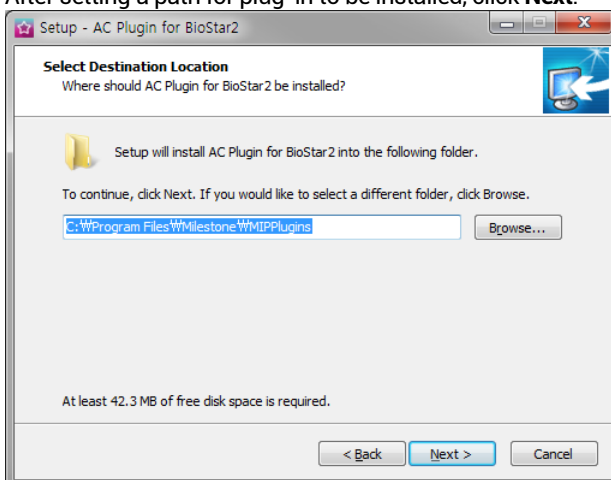 After setting a path for plug-in to be installed, click Next.
Setup - AC Plugin for BioStar2
Select Destination Location
Where should AC Plugin for BioStar2 be installed?
Setup will install AC Plugin for BioStar2 into the following folder.
To continue, click Next. If you would like to select a different folder, click Browse.
C:₩Program Files₩Milestone₩MIPPlugins
Browse...
At least 42.3 MB of free disk space is required.
< Back
Next >
Cancel